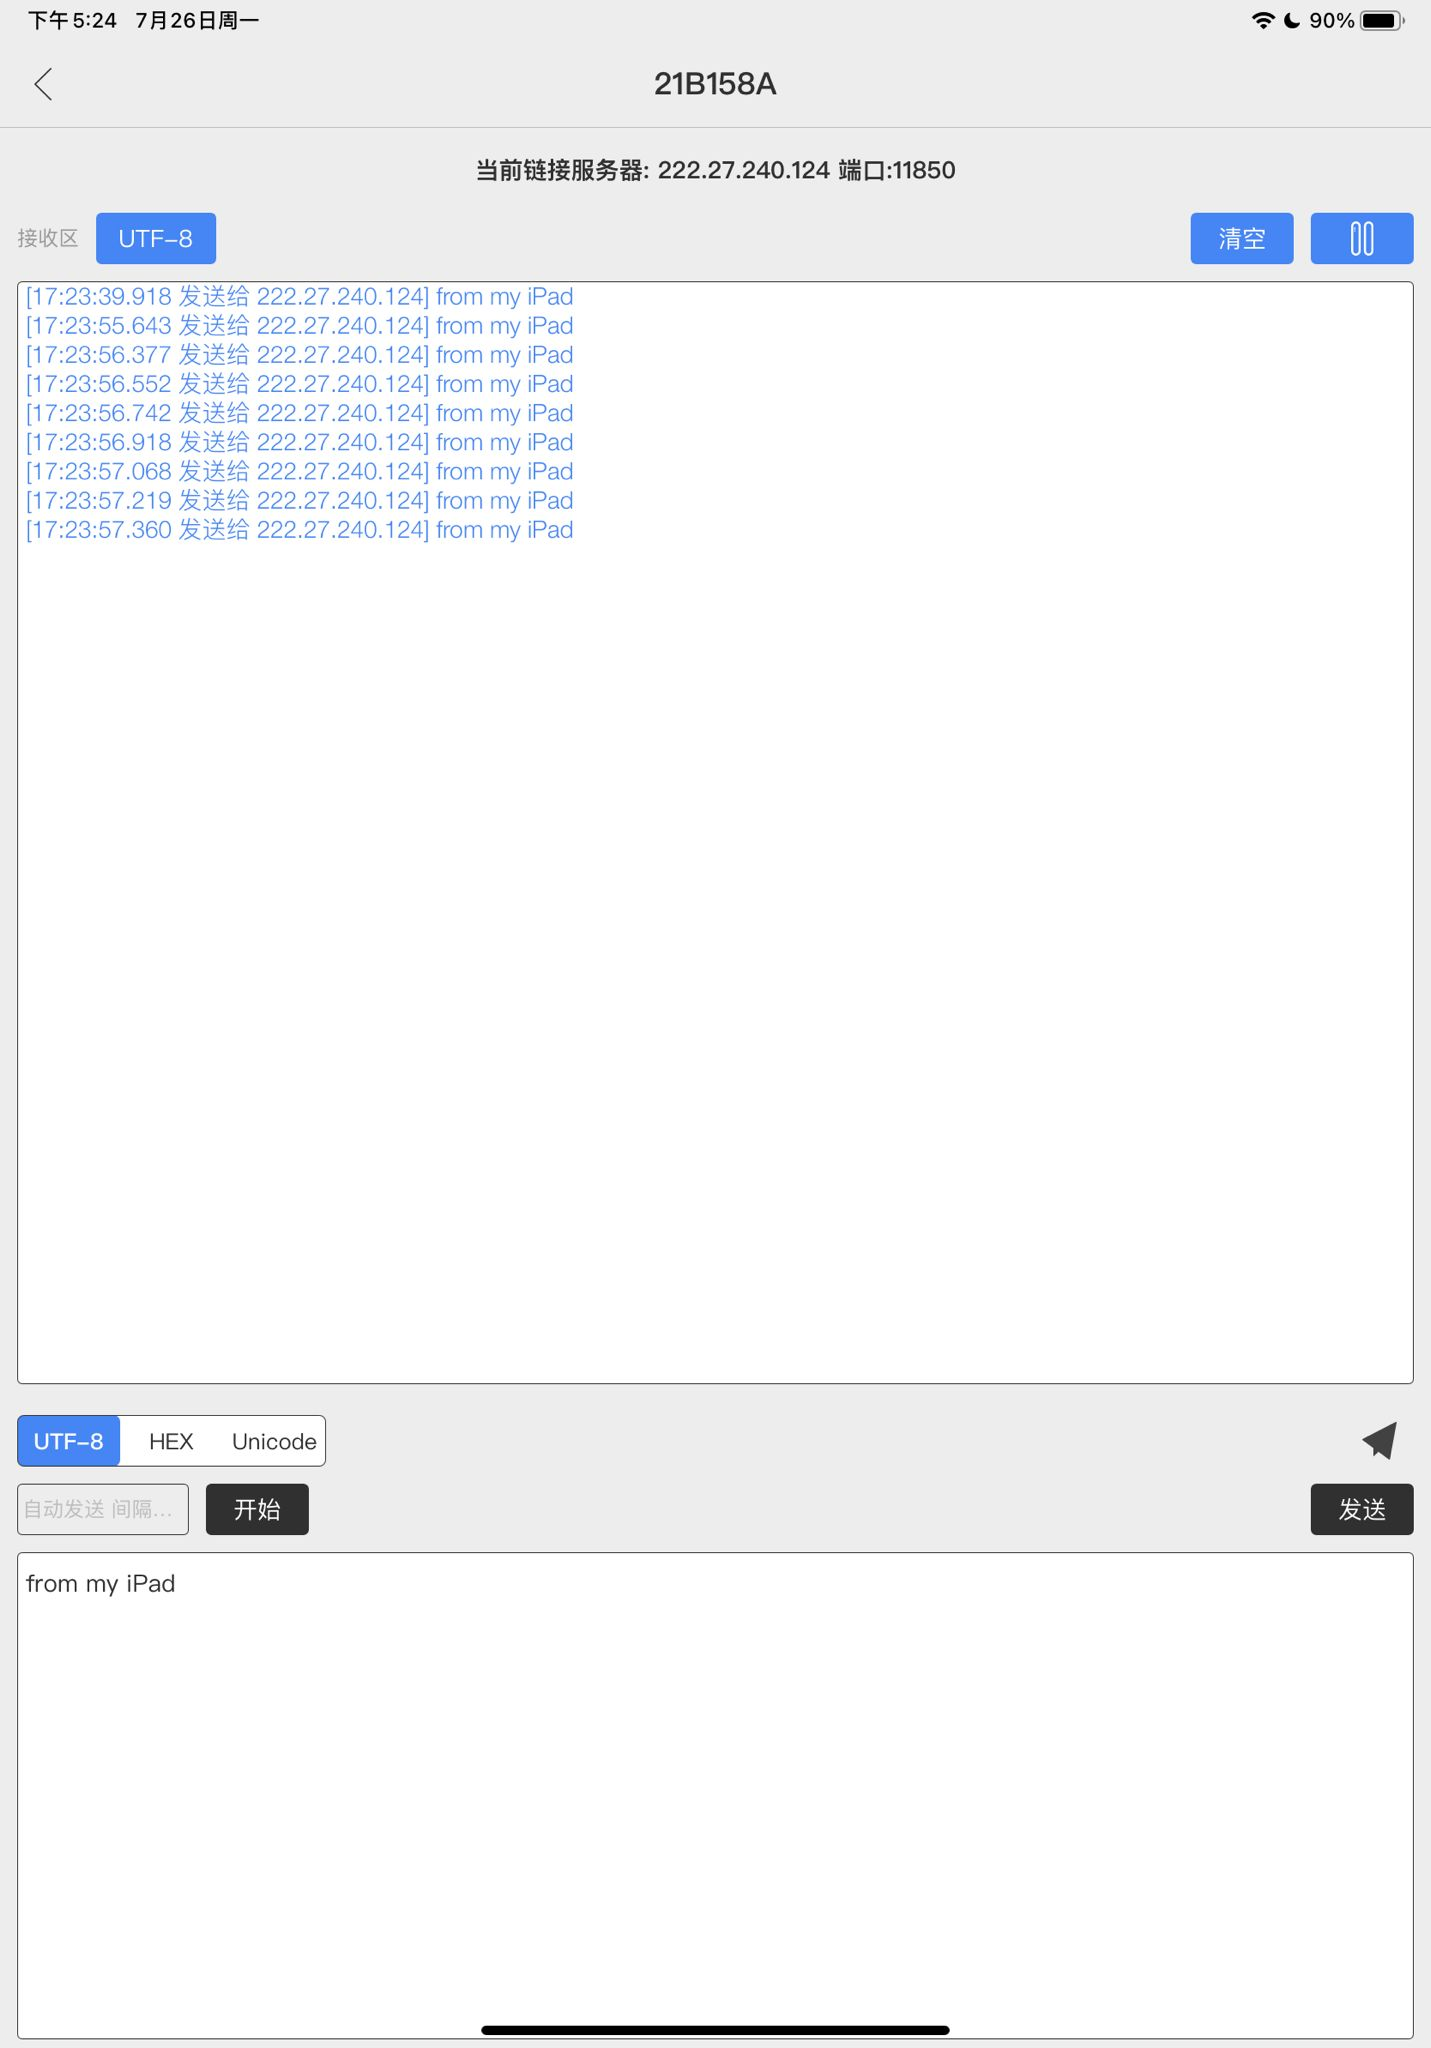 下午5:24 7月26日周一 90%
21B158A
当前链接服务器: 222.27.240.124 端口:11850
接收区 UTF-8 清空
[17:23:39.918 发送给 222.27.240.124] from my iPad
[17:23:55.643 发送给 222.27.240.124] from my iPad
[17:23:56.377 发送给 222.27.240.124] from my iPad
[17:23:56.552 发送给 222.27.240.124] from my iPad
[17:23:56.742 发送给 222.27.240.124] from my iPad
[17:23:56.918 发送给 222.27.240.124] from my iPad
[17:23:57.068 发送给 222.27.240.124] from my iPad
[17:23:57.219 发送给 222.27.240.124] from my iPad
[17:23:57.360 发送给 222.27.240.124] from my iPad
UTF-8 HEX Unicode
自动发送 间隔... 开始 发送
from my iPad